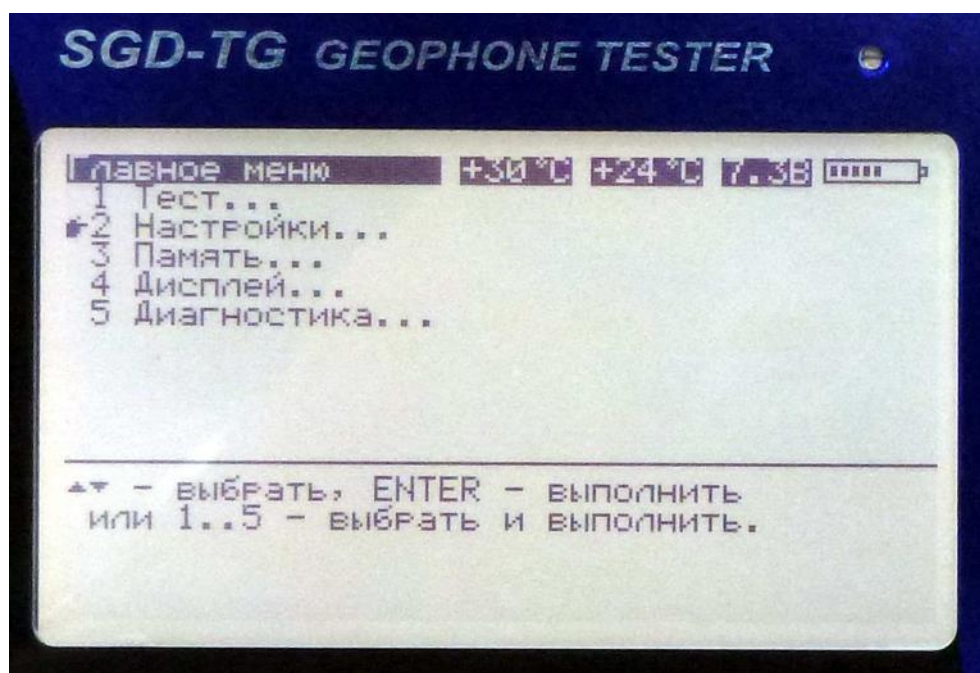 SGD-TG GEOPHONE TESTER
Главное меню +30°C +24°C 7.3В
1 Тест...
2 Настройки...
3 Память...
4 Дисплей...
5 Диагностика...
▲▼ - выбрать, ENTER - выполнить
или 1..5 - выбрать и выполнить.